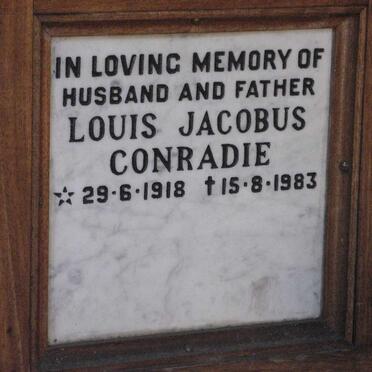 IN LOVING MEMORY OF
HUSBAND AND FATHER
LOUIS JACOBUS
CONRADIE
☆ 29·6·1918 ✝15·8·1983